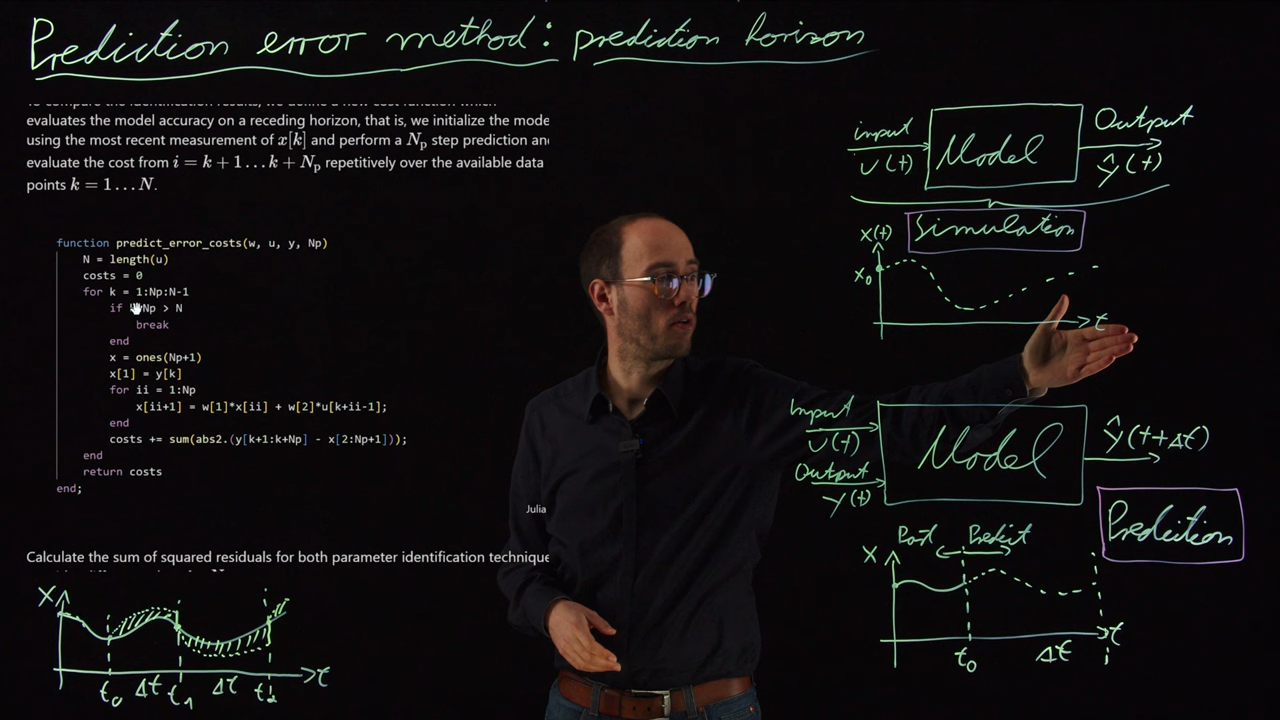 Prediction error method: prediction horizon
evaluates the model accuracy on a receding horizon, that is, we initialize the mode
using the most recent measurement of x[k] and perform a Np step prediction an
evaluate the cost from i = k + 1 … k + Np repetitively over the available data
points k = 1 … N.
function predict_error_costs(w, u, y, Np)
N = length(u)
costs = 0
for k = 1:Np:N-1
if Np > N
break
end
x = ones(Np+1)
x[1] = y[k]
for ii = 1:Np
x[ii+1] = w[1]*x[ii] + w[2]*u[k+ii-1];
end
costs += sum(abs2.(y[k+1:k+Np] - x[2:Np+1]));
end
return costs
end;
Julia
Calculate the sum of squared residuals for both parameter identification technique
X
t0 Δt t1 Δt t2 t
input
U(t)
Model
Output
ŷ(t)
Simulation
x(t)
x0
t
Input
U(t)
Output
Y(t)
Model
ŷ(t+Δt)
Prediction
Past Predict
X
t
t0 Δt